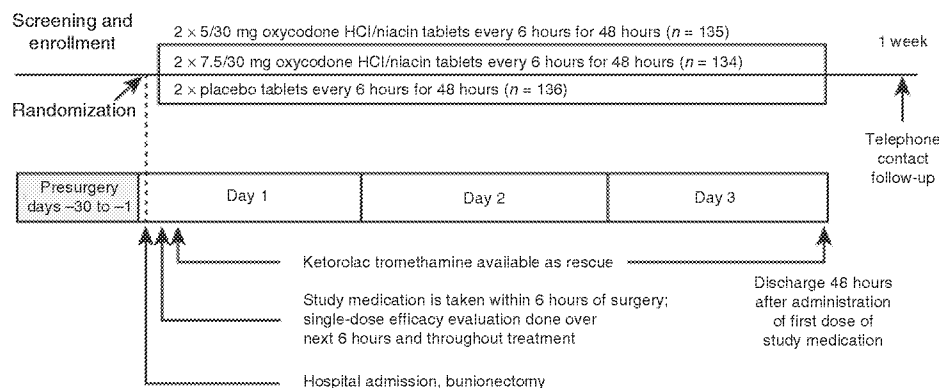 Screening and
enrollment
2 × 5/30 mg oxycodone HCl/niacin tablets every 6 hours for 48 hours (n = 135)
2 × 7.5/30 mg oxycodone HCl/niacin tablets every 6 hours for 48 hours (n = 134)
2 × placebo tablets every 6 hours for 48 hours (n = 136)
1 week
Randomization
Telephone
contact
follow-up
Presurgery
days –30 to –1
Day 1
Day 2
Day 3
Ketorolac tromethamine available as rescue
Study medication is taken within 6 hours of surgery;
single-dose efficacy evaluation done over
next 6 hours and throughout treatment
Hospital admission, bunionectomy
Discharge 48 hours
after administration
of first dose of
study medication